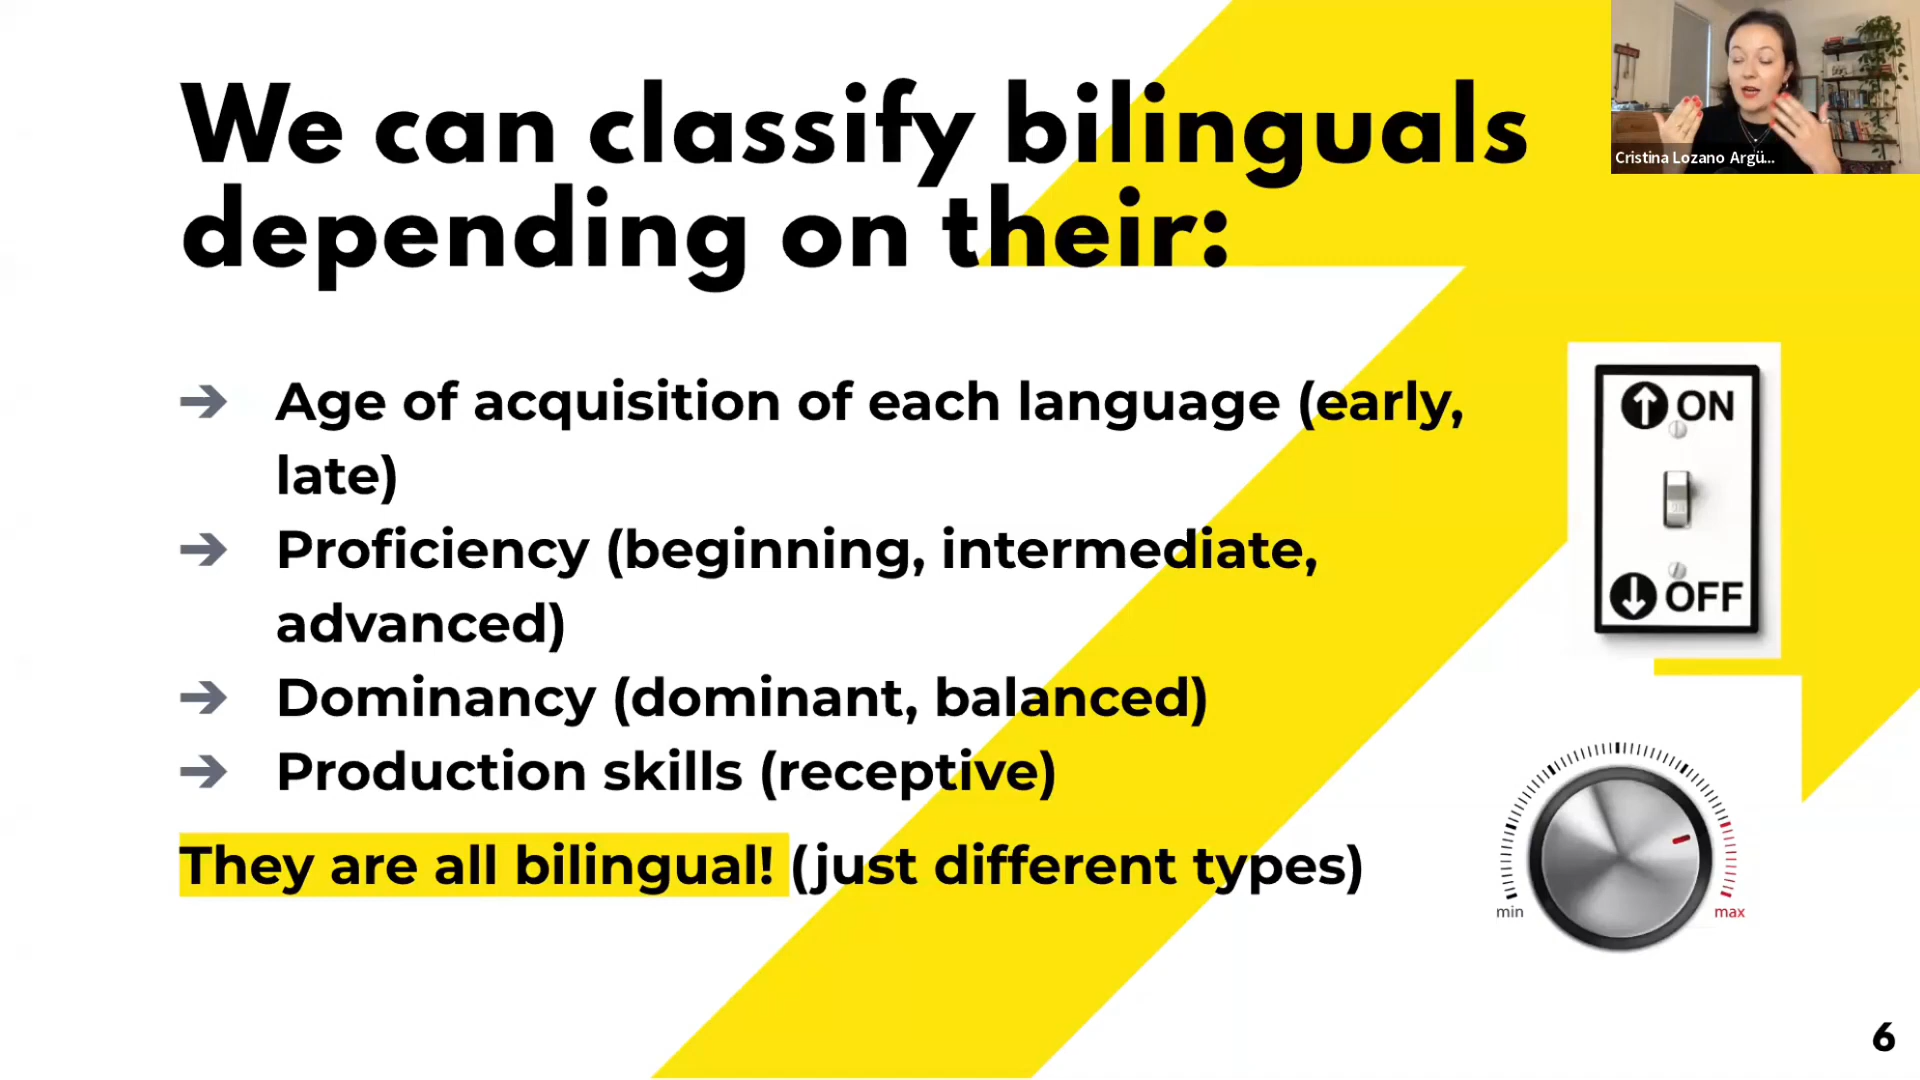 We can classify bilinguals
depending on their:
Cristina Lozano Argü...
➔ Age of acquisition of each language (early,
late)
➔ Proficiency (beginning, intermediate,
advanced)
➔ Dominancy (dominant, balanced)
➔ Production skills (receptive)
They are all bilingual! (just different types)
ON
OFF
min
max
6